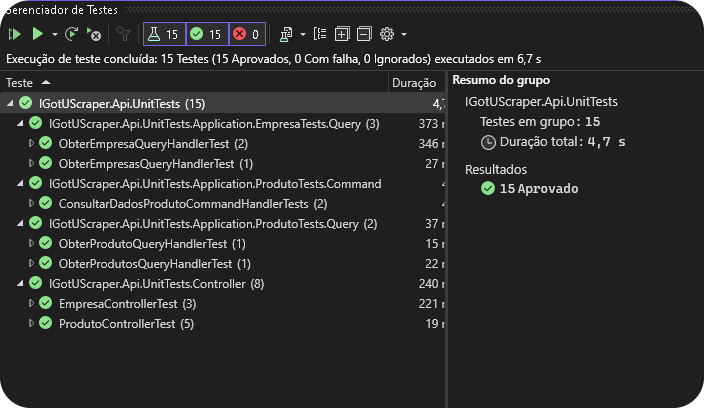 Gerenciador de Testes
15 15 0
Execução de teste concluída: 15 Testes (15 Aprovados, 0 Com falha, 0 Ignorados) executados em 6,7 s
Teste Duração
IGotUScraper.Api.UnitTests (15) 4,7
IGotUScraper.Api.UnitTests.Application.EmpresaTests.Query (3) 373
ObterEmpresaQueryHandlerTest (2) 346
ObterEmpresasQueryHandlerTest (1) 27
IGotUScraper.Api.UnitTests.Application.ProdutoTests.Command
ConsultarDadosProdutoCommandHandlerTests (2)
IGotUScraper.Api.UnitTests.Application.ProdutoTests.Query (2) 37
ObterProdutoQueryHandlerTest (1) 15
ObterProdutosQueryHandlerTest (1) 22
IGotUScraper.Api.UnitTests.Controller (8) 240
EmpresaControllerTest (3) 221
ProdutoControllerTest (5) 19
Resumo do grupo
IGotUScraper.Api.UnitTests
Testes em grupo: 15
Duração total: 4,7 s
Resultados
15 Aprovado